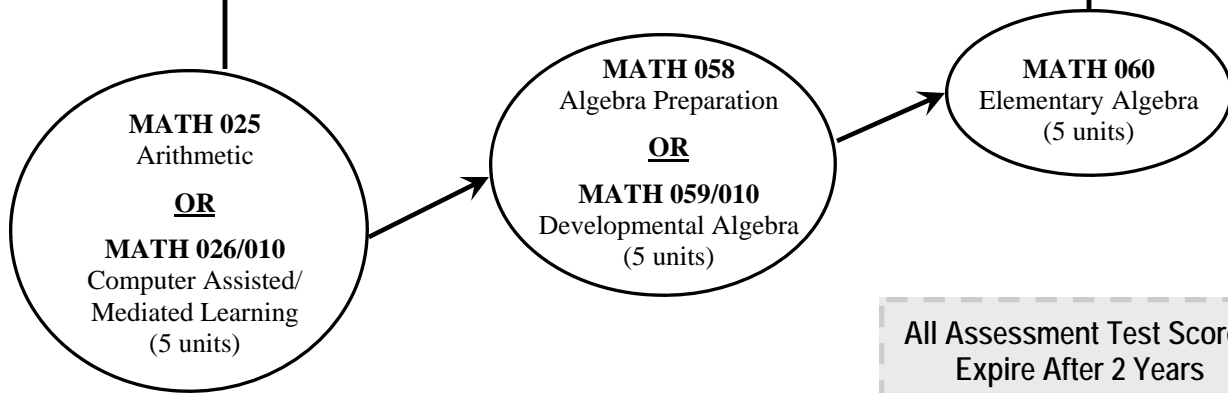 MATH 025
Arithmetic
OR
MATH 026/010
Computer Assisted/
Mediated Learning
(5 units)
MATH 058
Algebra Preparation
OR
MATH 059/010
Developmental Algebra
(5 units)
MATH 060
Elementary Algebra
(5 units)
All Assessment Test
Expire After 2 Years